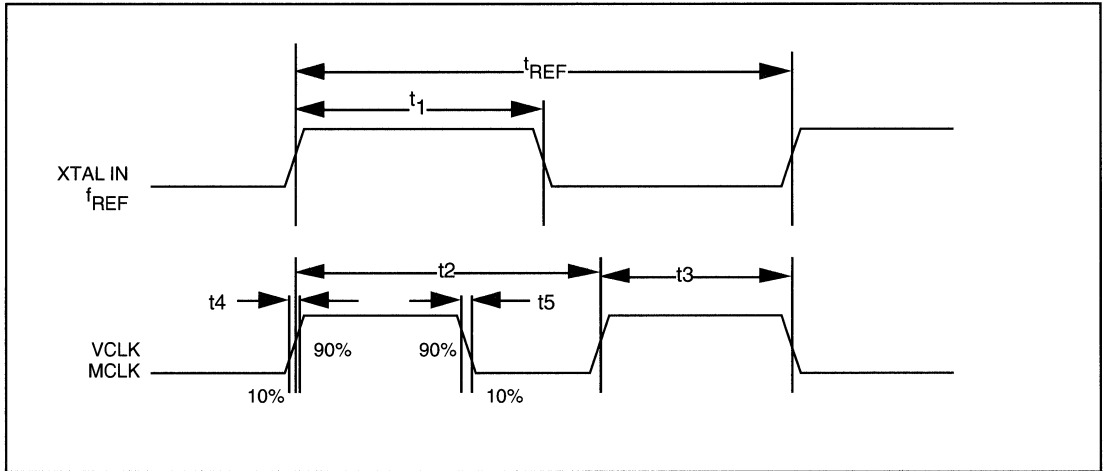 tREF
t1
XTAL IN
fREF
t2
t3
t4
t5
VCLK
90%
90%
MCLK
10%
10%